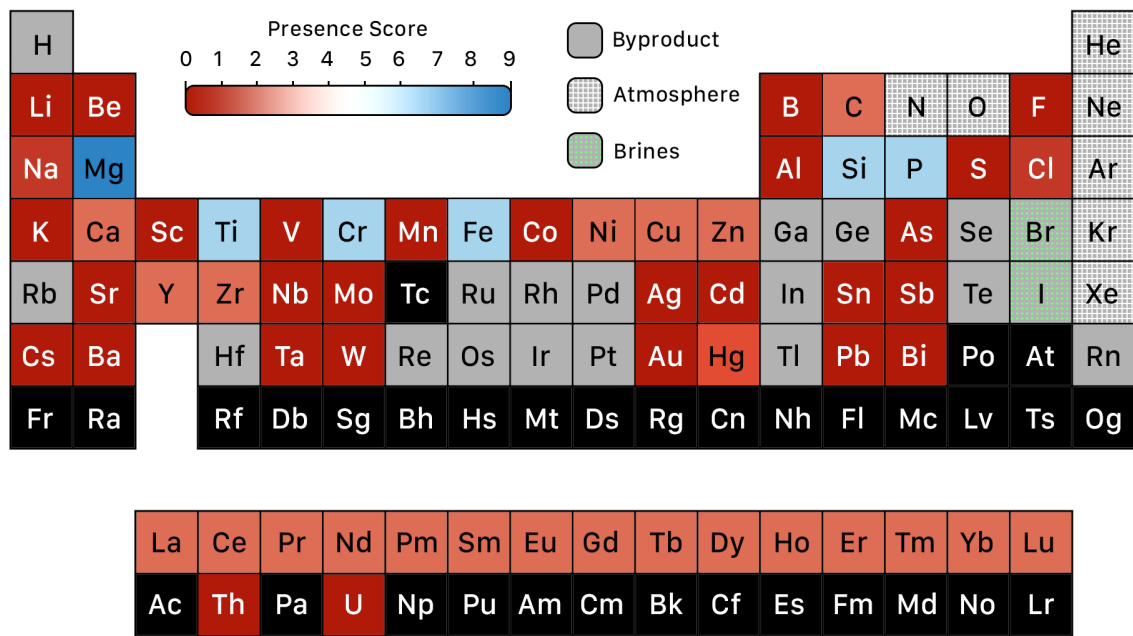 Presence Score
0 1 2 3 4 5 6 7 8 9
Byproduct
Atmosphere
Brines
H He
Li Be B C N O F Ne
Na Mg Al Si P S Cl Ar
K Ca Sc Ti V Cr Mn Fe Co Ni Cu Zn Ga Ge As Se Br Kr
Rb Sr Y Zr Nb Mo Tc Ru Rh Pd Ag Cd In Sn Sb Te I Xe
Cs Ba Hf Ta W Re Os Ir Pt Au Hg Tl Pb Bi Po At Rn
Fr Ra Rf Db Sg Bh Hs Mt Ds Rg Cn Nh Fl Mc Lv Ts Og
La Ce Pr Nd Pm Sm Eu Gd Tb Dy Ho Er Tm Yb Lu
Ac Th Pa U Np Pu Am Cm Bk Cf Es Fm Md No Lr